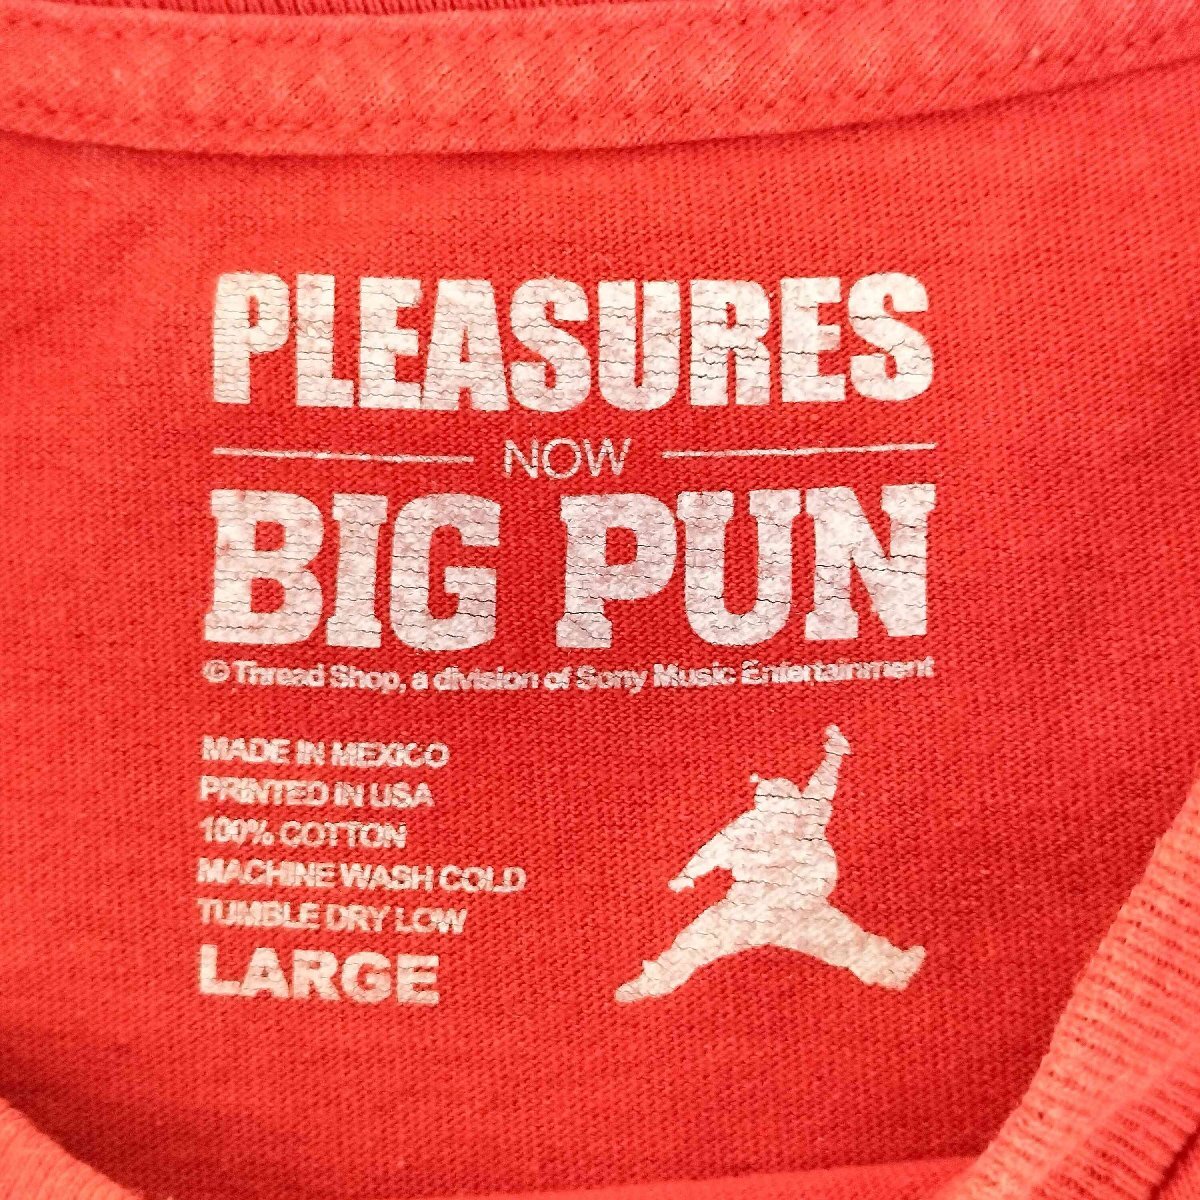 PLEASURES
NOW
BIG PUN
© Thread Shop, a division of Sony Music Entertainment
MADE IN MEXICO
PRINTED IN USA
100% COTTON
MACHINE WASH COLD
TUMBLE DRY LOW
LARGE